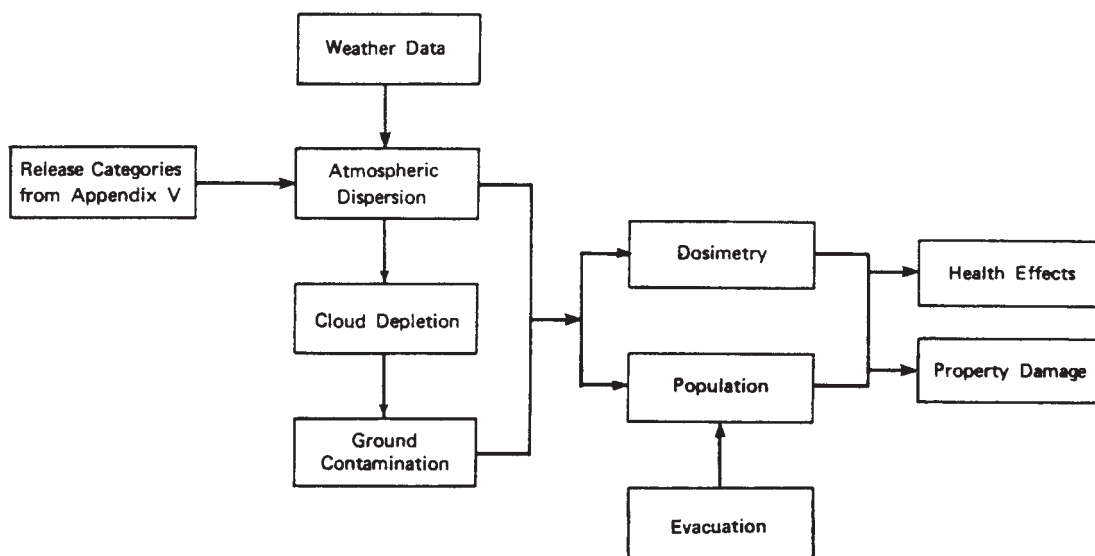 Weather Data
Release Categories
from Appendix V
Atmospheric
Dispersion
Cloud Depletion
Ground
Contamination
Dosimetry
Population
Evacuation
Health Effects
Property Damage